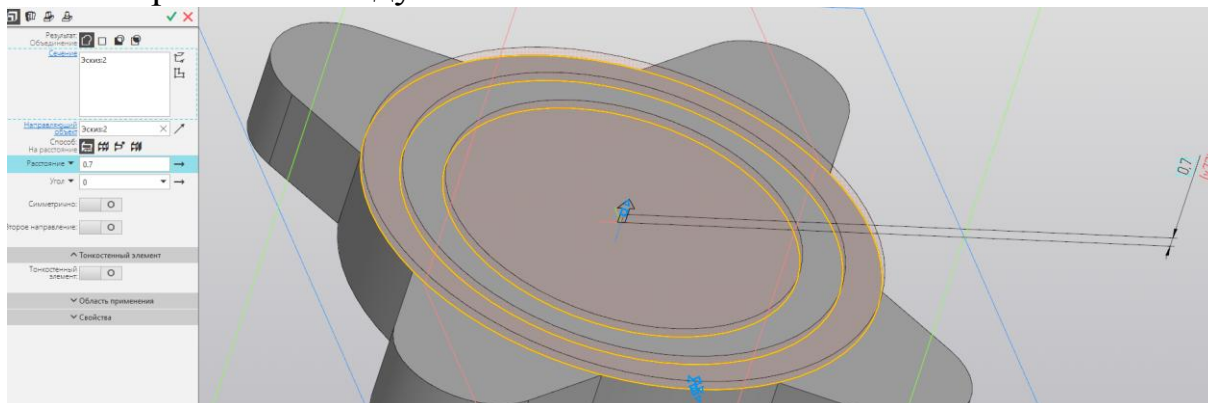 Результат:
Объединение
Сечение
Эскиз:2
Направляющий
объект
Эскиз:2
Способ:
На расстояние
Расстояние
0.7
Угол
0
Симметрично:
Второе направление:
Тонкостенный элемент
Тонкостенный
элемент:
Область применения
Свойства
0.7